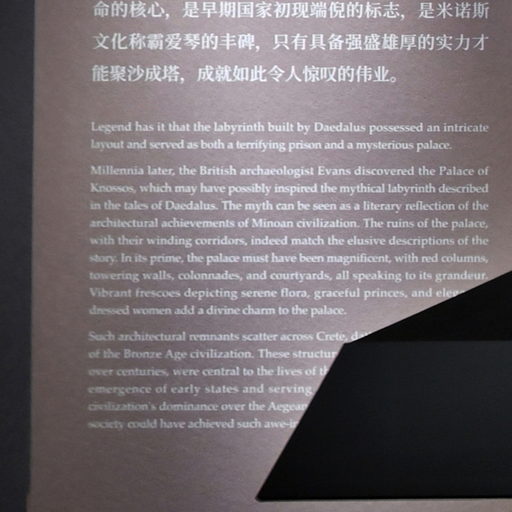 命的核心，是早期国家初现端倪的标志，是米诺斯
文化称霸爱琴的丰碑，只有具备强盛雄厚的实力才
能聚沙成塔，成就如此令人惊叹的伟业。
Legend has it that the labyrinth built by Daedalus possessed an intricate
layout and served as both a terrifying prison and a mysterious palace.
Millennia later, the British archaeologist Evans discovered the Palace of
Knossos, which may have possibly inspired the mythical labyrinth described
in the tales of Daedalus. The myth can be seen as a literary reflection of the
architectural achievements of Minoan civilization. The ruins of the palace,
with their winding corridors, indeed match the elusive descriptions of the
story. In its prime, the palace must have been magnificent, with red columns,
towering walls, colonnades, and courtyards, all speaking to its grandeur.
Vibrant frescoes depicting serene flora, graceful princes, and
dressed women add a divine charm to the palace.
Such architectural remnants scatter across Crete,
of the Bronze Age civilization. These
over centuries, were central to the lives of
emergence of early states and serving
civilization's dominance over the Aegean
society could have achieved such